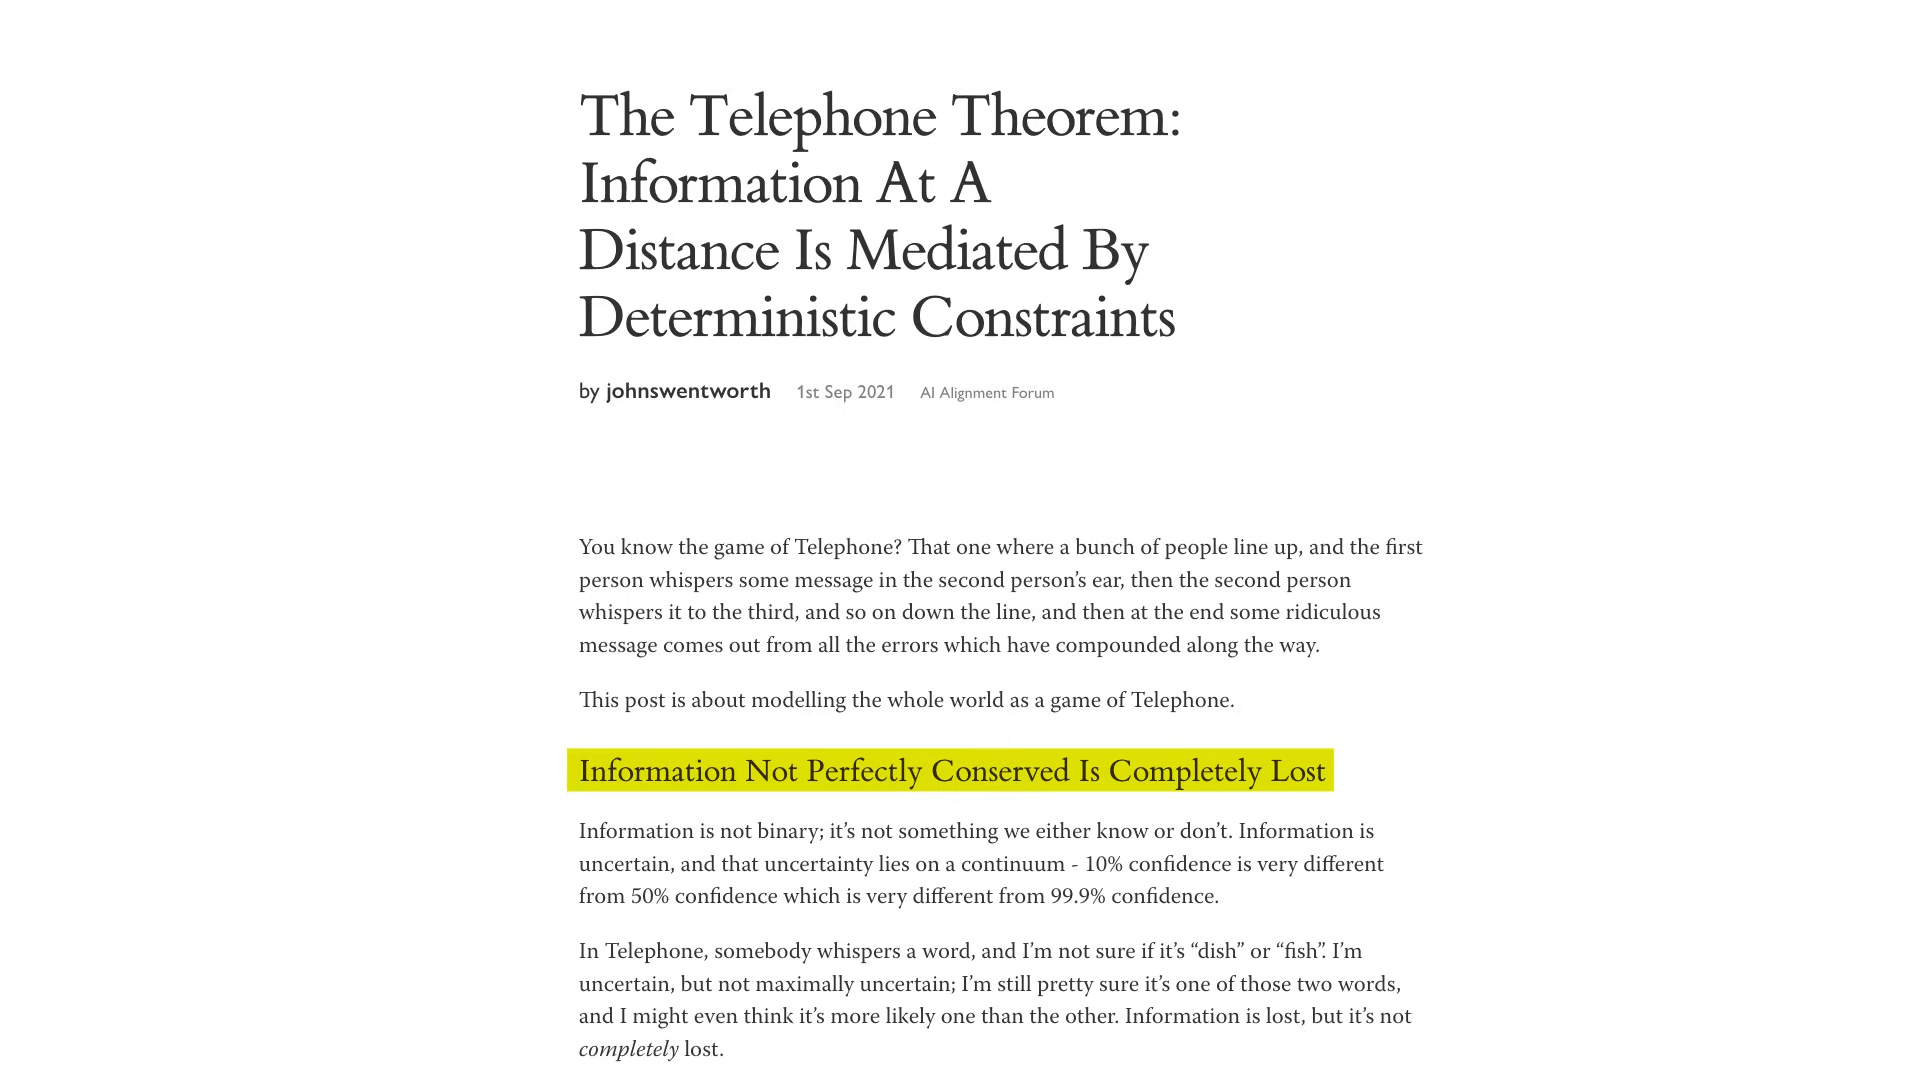 The Telephone Theorem:
Information At A
Distance Is Mediated By
Deterministic Constraints
by johnswentworth 1st Sep 2021 AI Alignment Forum
You know the game of Telephone? That one where a bunch of people line up, and the first
person whispers some message in the second person’s ear, then the second person
whispers it to the third, and so on down the line, and then at the end some ridiculous
message comes out from all the errors which have compounded along the way.
This post is about modelling the whole world as a game of Telephone.
Information Not Perfectly Conserved Is Completely Lost
Information is not binary; it’s not something we either know or don’t. Information is
uncertain, and that uncertainty lies on a continuum - 10% confidence is very different
from 50% confidence which is very different from 99.9% confidence.
In Telephone, somebody whispers a word, and I’m not sure if it’s “dish” or “fish”. I’m
uncertain, but not maximally uncertain; I’m still pretty sure it’s one of those two words,
and I might even think it’s more likely one than the other. Information is lost, but it’s not
completely lost.